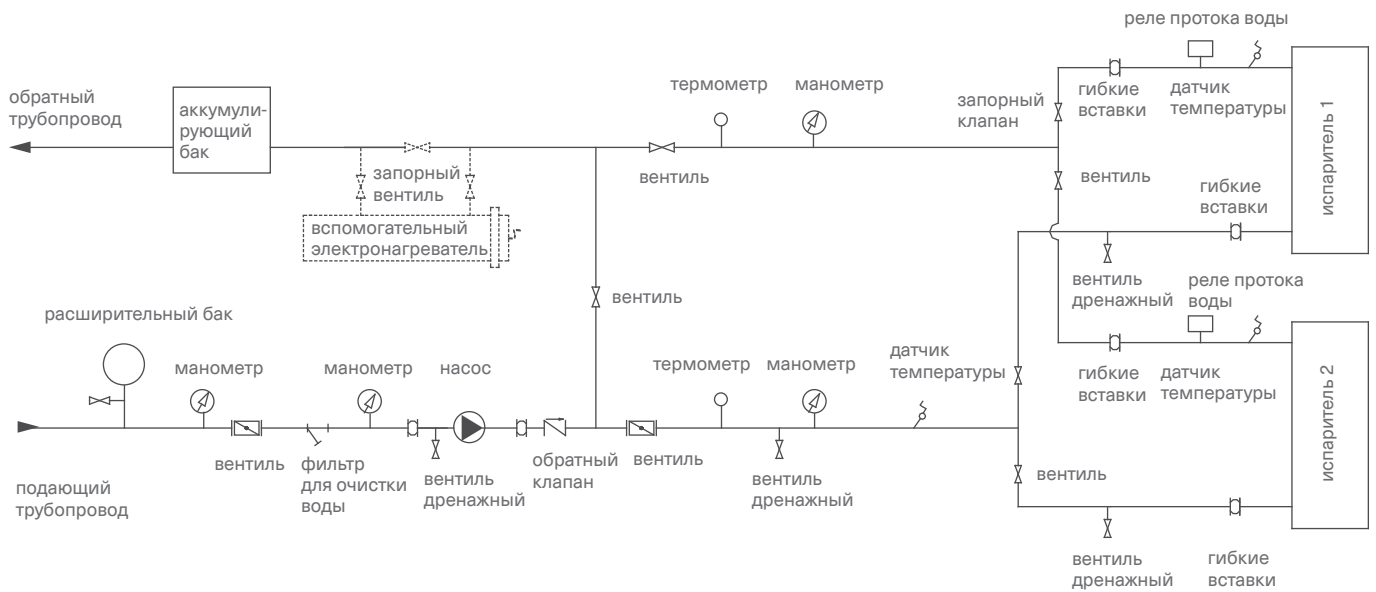 реле протока воды
обратный
трубопровод
аккумули-
рующий
бак
термометр
манометр
запорный
клапан
гибкие
вставки
датчик
температуры
испаритель 1
запорный
вентиль
вентиль
вентиль
гибкие
вставки
вспомогательный
электронагреватель
вентиль
дренажный
реле протока
воды
вентиль
расширительный бак
манометр
манометр
насос
термометр
манометр
датчик
температуры
гибкие
вставки
датчик
температуры
испаритель 2
вентиль
фильтр
для очистки
воды
вентиль
дренажный
обратный
клапан
вентиль
вентиль
дренажный
вентиль
подающий
трубопровод
вентиль
дренажный
гибкие
вставки